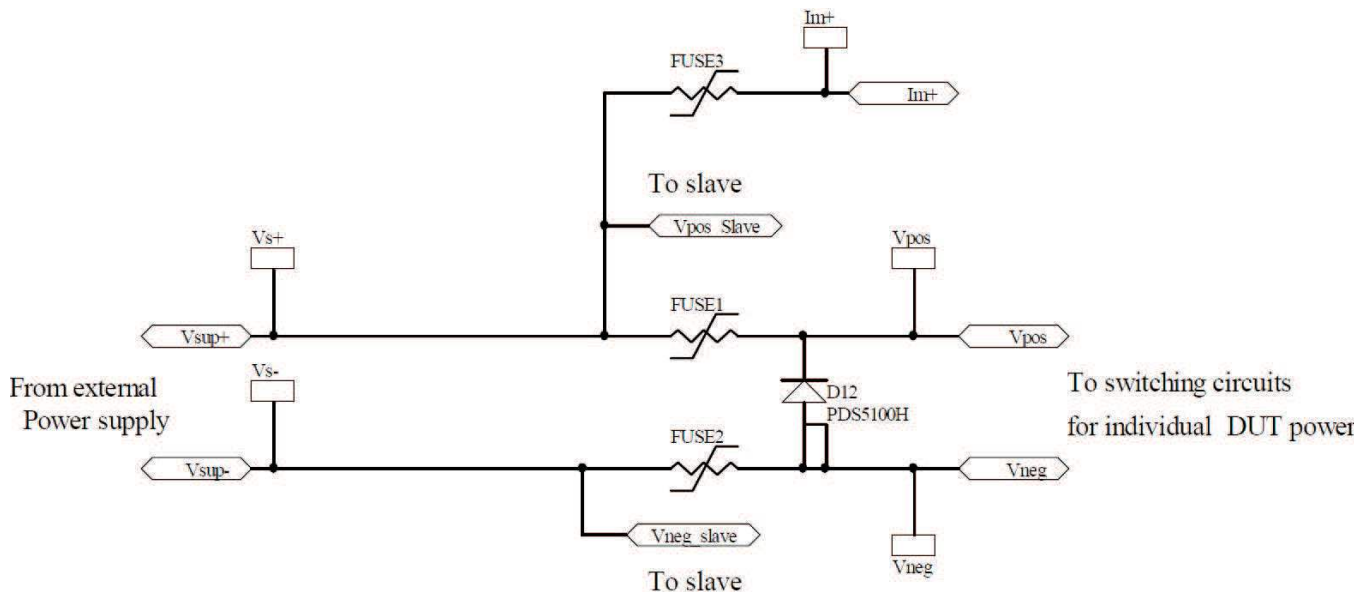 Im+
FUSE3
Im+
To slave
Vpos_Slave
Vs+
Vpos
FUSE1
Vsup+
Vpos
From external
Power supply
Vs-
D12
PDS5100H
To switching circuits
for individual DUT power
FUSE2
Vsup-
Vneg
Vneg_slave
Vneg
To slave